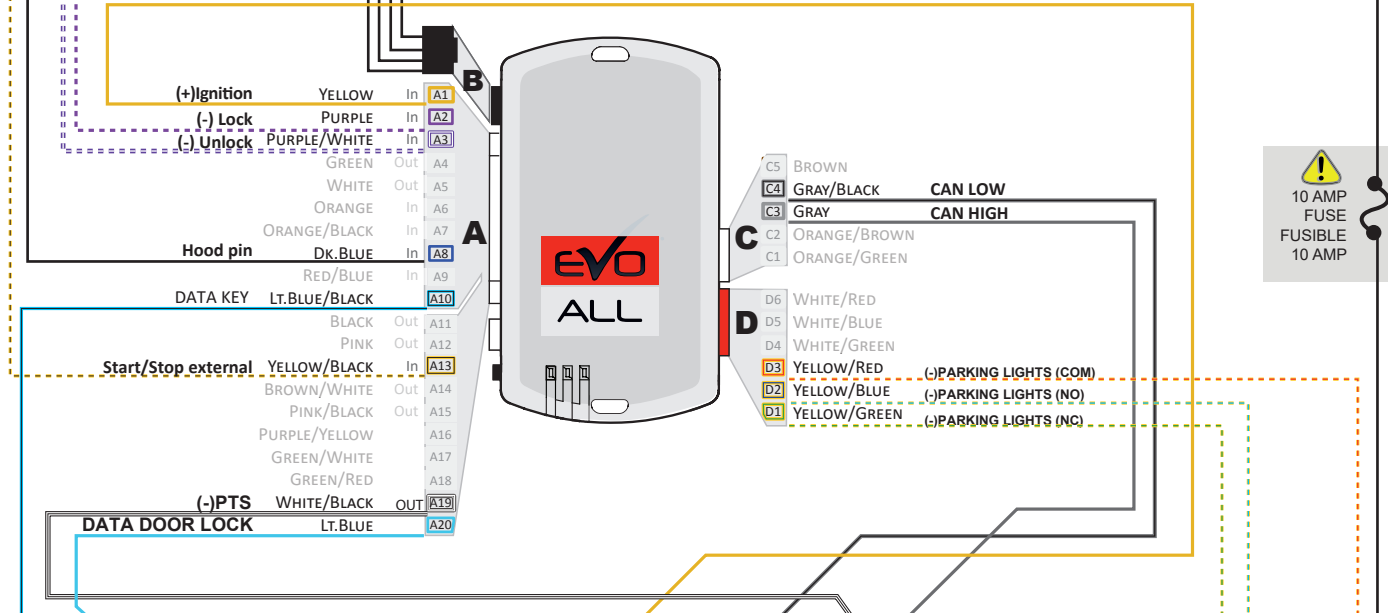 B
(+)Ignition YELLOW In A1
(-) Lock PURPLE In A2
(-) Unlock PURPLE/WHITE In A3
GREEN Out A4
WHITE Out A5
ORANGE In A6
ORANGE/BLACK In A7
A
Hood pin DK.BLUE In A8
RED/BLUE In A9
DATA KEY LT.BLUE/BLACK A10
BLACK Out A11
PINK Out A12
Start/Stop external YELLOW/BLACK In A13
BROWN/WHITE Out A14
PINK/BLACK Out A15
PURPLE/YELLOW A16
GREEN/WHITE A17
GREEN/RED A18
(-)PTS WHITE/BLACK OUT A19
DATA DOOR LOCK LT.BLUE A20
EVO
ALL
C5 BROWN
C4 GRAY/BLACK CAN LOW
C3 GRAY CAN HIGH
C
C2 ORANGE/BROWN
C1 ORANGE/GREEN
D6 WHITE/RED
D
D5 WHITE/BLUE
D4 WHITE/GREEN
D3 YELLOW/RED (-)PARKING LIGHTS (COM)
D2 YELLOW/BLUE (-)PARKING LIGHTS (NO)
D1 YELLOW/GREEN (-)PARKING LIGHTS (NC)
!
10 AMP
FUSE
FUSIBLE
10 AMP